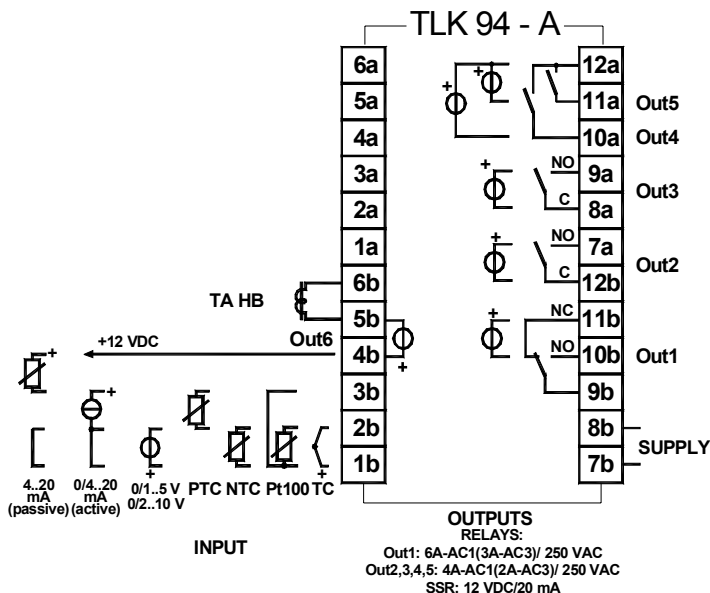 TLK 94 - A
6a
12a
+
+
5a
11a
Out5
4a
10a
Out4
3a
+
NO
9a
Out3
2a
C
8a
1a
+
NO
7a
Out2
6b
C
12b
TA HB
5b
+
NC
11b
Out6
+12 VDC
4b
+
NO
10b
Out1
+
3b
9b
+
2b
8b
SUPPLY
1b
7b
+
+
4..20
mA
(passive)
0/4..20
mA
(active)
0/1..5 V
0/2..10 V
PTC NTC Pt100 TC
INPUT
OUTPUTS
RELAYS:
Out1: 6A-AC1(3A-AC3)/ 250 VAC
Out2,3,4,5: 4A-AC1(2A-AC3)/ 250 VAC
SSR: 12 VDC/20 mA